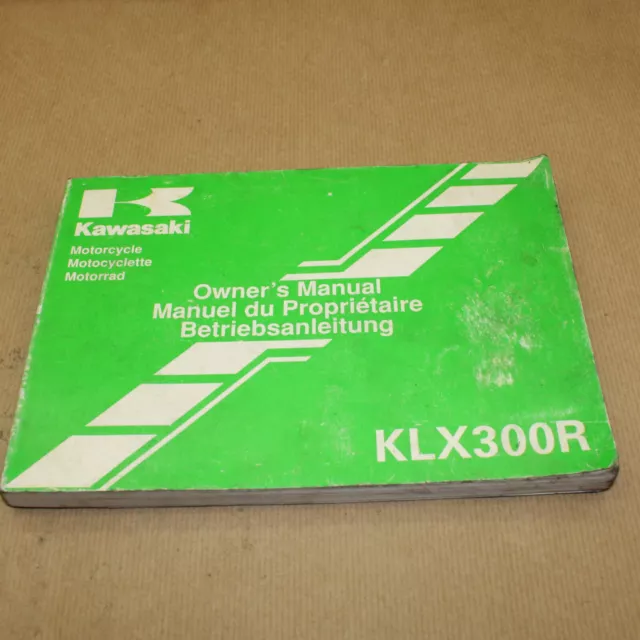 Kawasaki
Motorcycle
Motocyclette
Motorrad
Owner's Manual
Manuel du Propriétaire
Betriebsanleitung
KLX300R